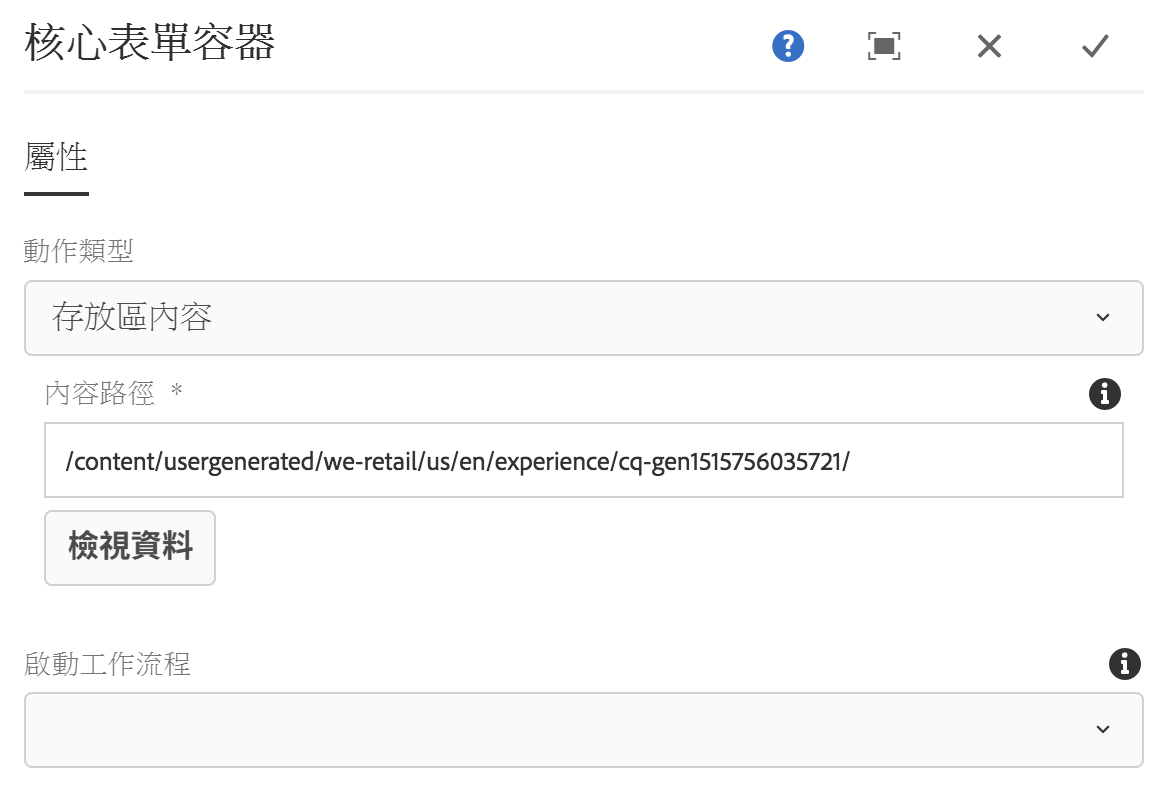 核心表單容器
屬性
動作類型
存放區內容
內容路徑 *
/content/usergenerated/we-retail/us/en/experience/cq-gen1515756035721/
檢視資料
啟動工作流程